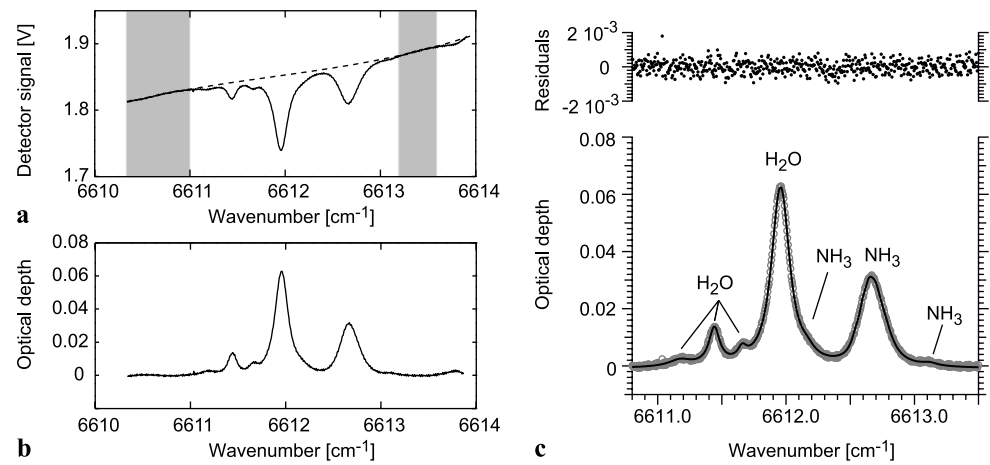 1.9
1.8
1.7
Detector signal [V]
6610 6611 6612 6613 6614
Wavenumber [cm-1]
a
0.08
0.06
0.04
0.02
0
Optical depth
6610 6611 6612 6613 6614
Wavenumber [cm-1]
b
2 10-3
0
-2 10-3
Residuals
0.08
0.06
0.04
0.02
0
Optical depth
H2O
H2O
NH3
NH3
NH3
6611.0 6612.0 6613.0
Wavenumber [cm-1]
c